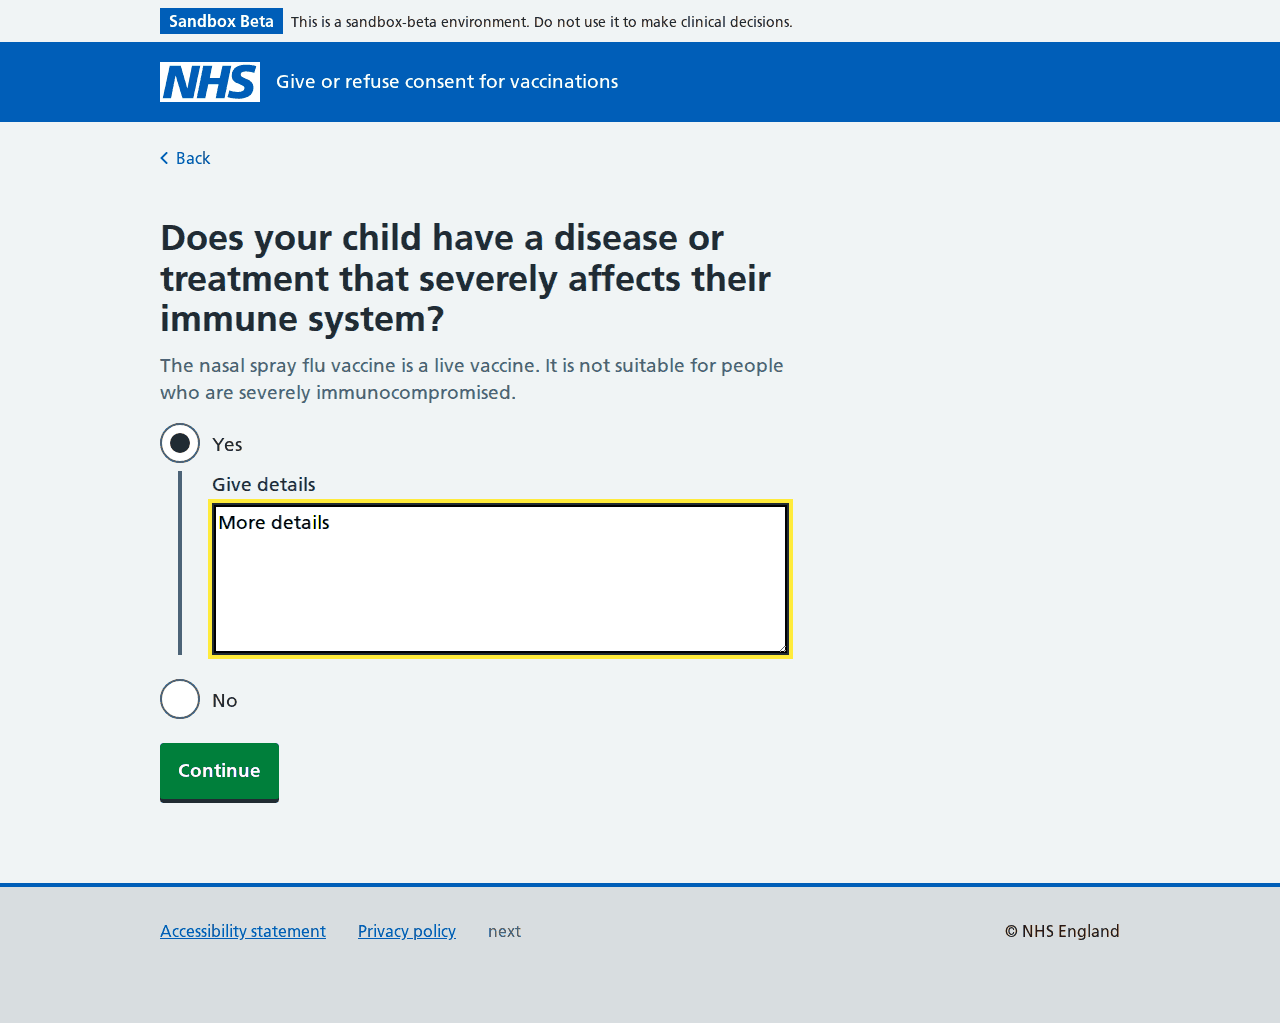 Sandbox Beta This is a sandbox-beta environment. Do not use it to make clinical decisions.
NHS Give or refuse consent for vaccinations
Back
Does your child have a disease or
treatment that severely affects their
immune system?
The nasal spray flu vaccine is a live vaccine. It is not suitable for people
who are severely immunocompromised.
Yes
Give details
More details
No
Continue
Accessibility statement Privacy policy next © NHS England